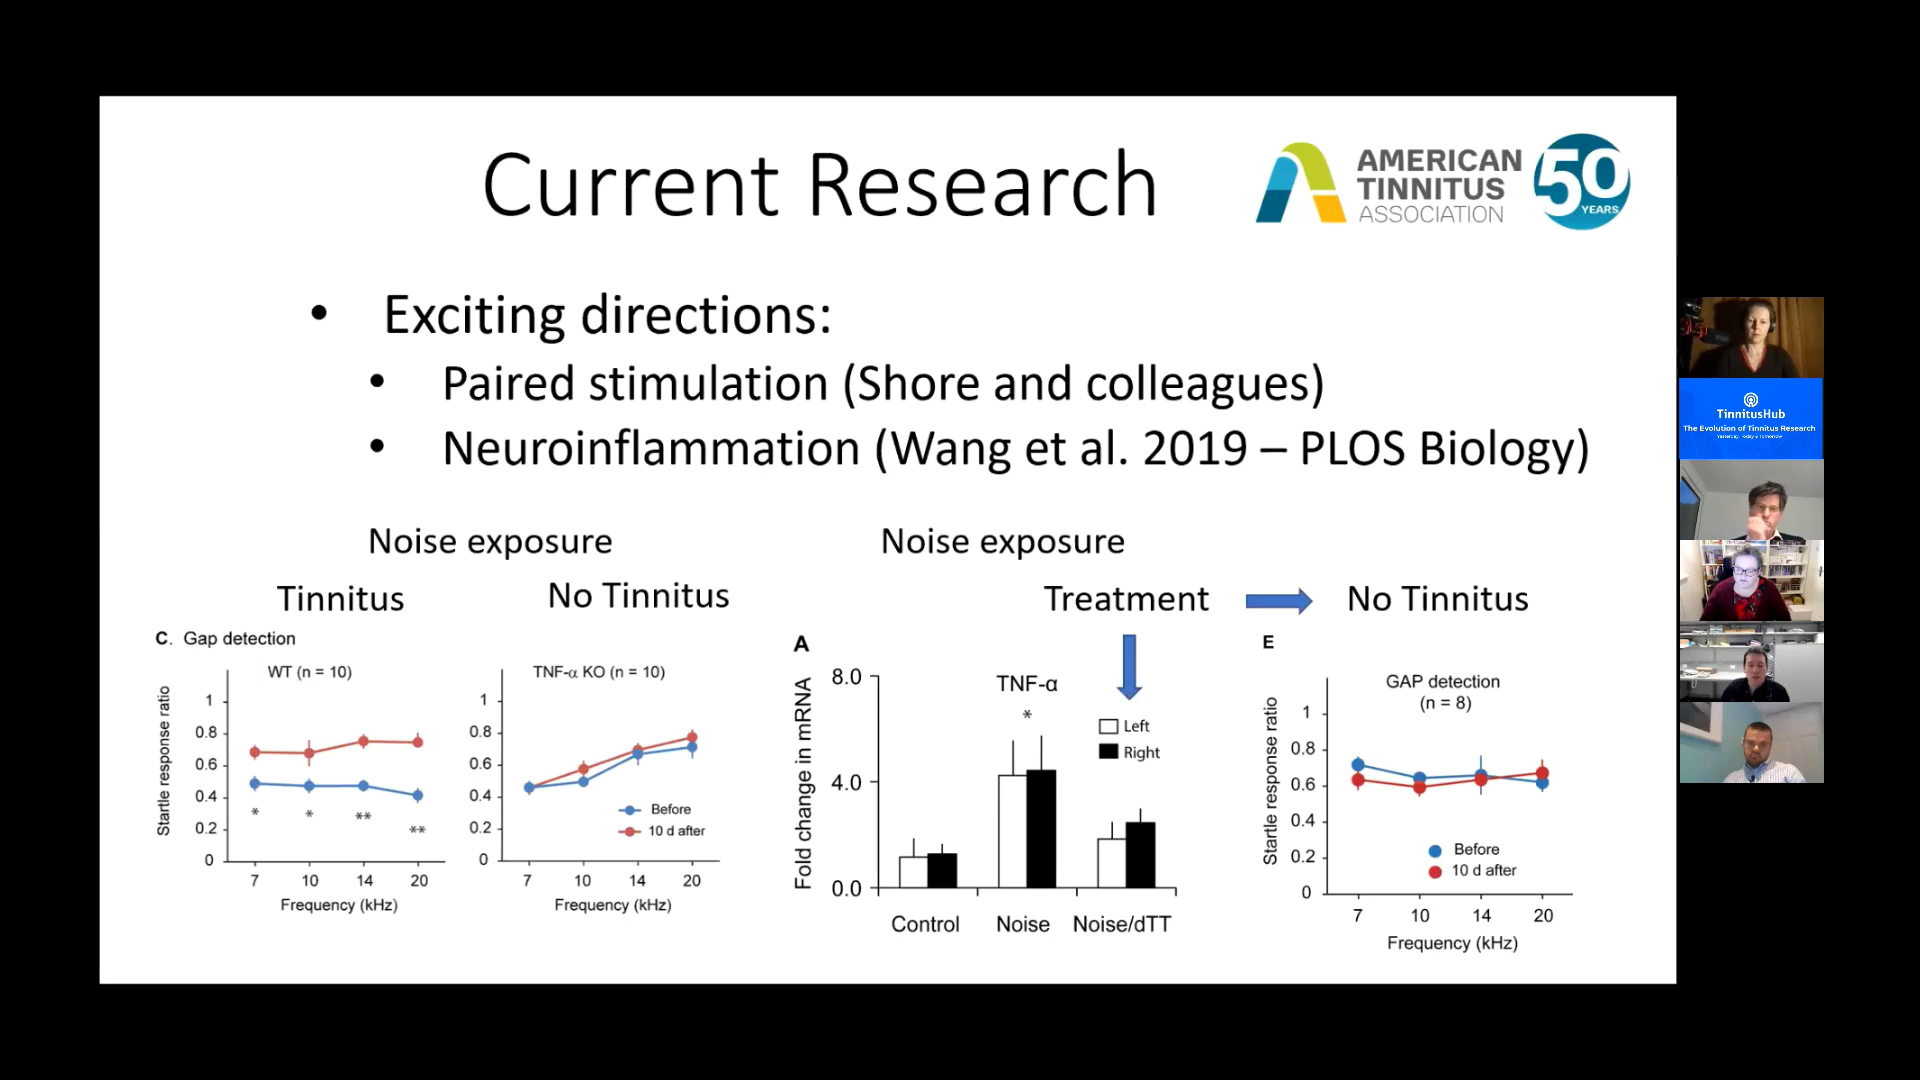 Current Research
AMERICAN
TINNITUS
ASSOCIATION
50
YEARS
• Exciting directions:
• Paired stimulation (Shore and colleagues)
• Neuroinflammation (Wang et al. 2019 – PLOS Biology)
TinnitusHub
The Evolution of Tinnitus Research
Yesterday, Today & Tomorrow
Noise exposure
Tinnitus
No Tinnitus
C. Gap detection
WT (n = 10)
Startle response ratio
1
0.8
0.6
0.4
0.2
0
* * ** **
7 10 14 20
Frequency (kHz)
TNF-α KO (n = 10)
1
0.8
0.6
0.4
0.2
0
Before
10 d after
7 10 14 20
Frequency (kHz)
Noise exposure
Treatment
No Tinnitus
A
Fold change in mRNA
8.0
4.0
0.0
TNF-α
*
Left
Right
Control Noise Noise/dTT
E
GAP detection
(n = 8)
Startle response ratio
1
0.8
0.6
0.4
0.2
0
Before
10 d after
7 10 14 20
Frequency (kHz)